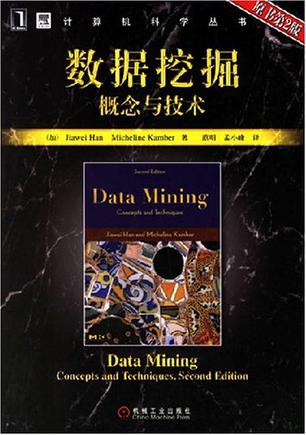 计算机科学丛书
原书第2版
数据挖掘
概念与技术
(加) Jiawei Han Micheline Kamber 著 范明 孟小峰 译
Second Edition
Data Mining
Concepts and Techniques
Jiawei Han and Micheline Kamber
Data Mining
Concepts and Techniques, Second Edition
机械工业出版社
China Machine Press